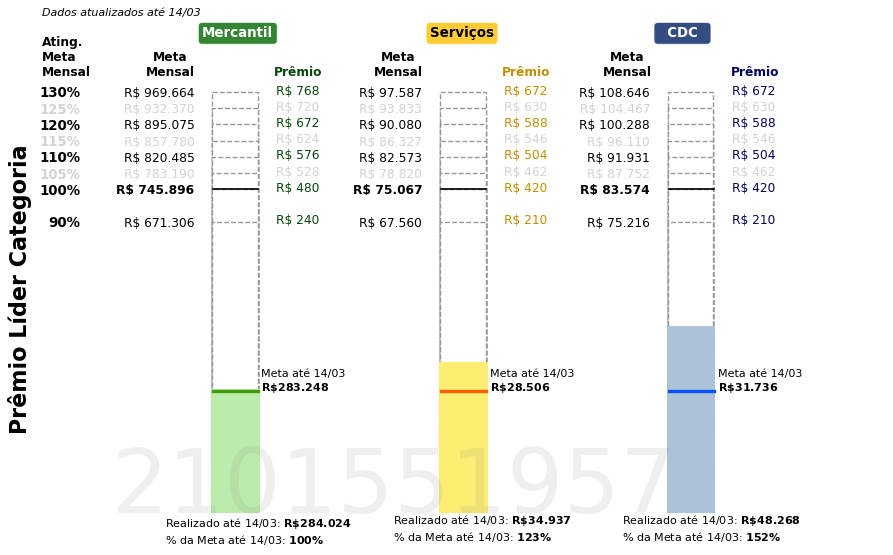 Dados atualizados até 14/03
Mercantil Serviços CDC
Ating. Meta Mensal Meta Mensal Prêmio Meta Mensal Prêmio Meta Mensal Prêmio
130% R$ 969.664 R$ 768 R$ 97.587 R$ 672 R$ 108.646 R$ 672
125% R$ 932.370 R$ 720 R$ 93.833 R$ 630 R$ 104.467 R$ 630
120% R$ 895.075 R$ 672 R$ 90.080 R$ 588 R$ 100.288 R$ 588
115% R$ 857.780 R$ 624 R$ 86.327 R$ 546 R$ 96.110 R$ 546
110% R$ 820.485 R$ 576 R$ 82.573 R$ 504 R$ 91.931 R$ 504
105% R$ 783.190 R$ 528 R$ 78.820 R$ 462 R$ 87.752 R$ 462
100% R$ 745.896 R$ 480 R$ 75.067 R$ 420 R$ 83.574 R$ 420
90% R$ 671.306 R$ 240 R$ 67.560 R$ 210 R$ 75.216 R$ 210
Prêmio Líder Categoria
Meta até 14/03 Meta até 14/03 Meta até 14/03
R$283.248 R$28.506 R$31.736
2101551957
Realizado até 14/03: R$284.024 Realizado até 14/03: R$34.937 Realizado até 14/03: R$48.268
% da Meta até 14/03: 100% % da Meta até 14/03: 123% % da Meta até 14/03: 152%